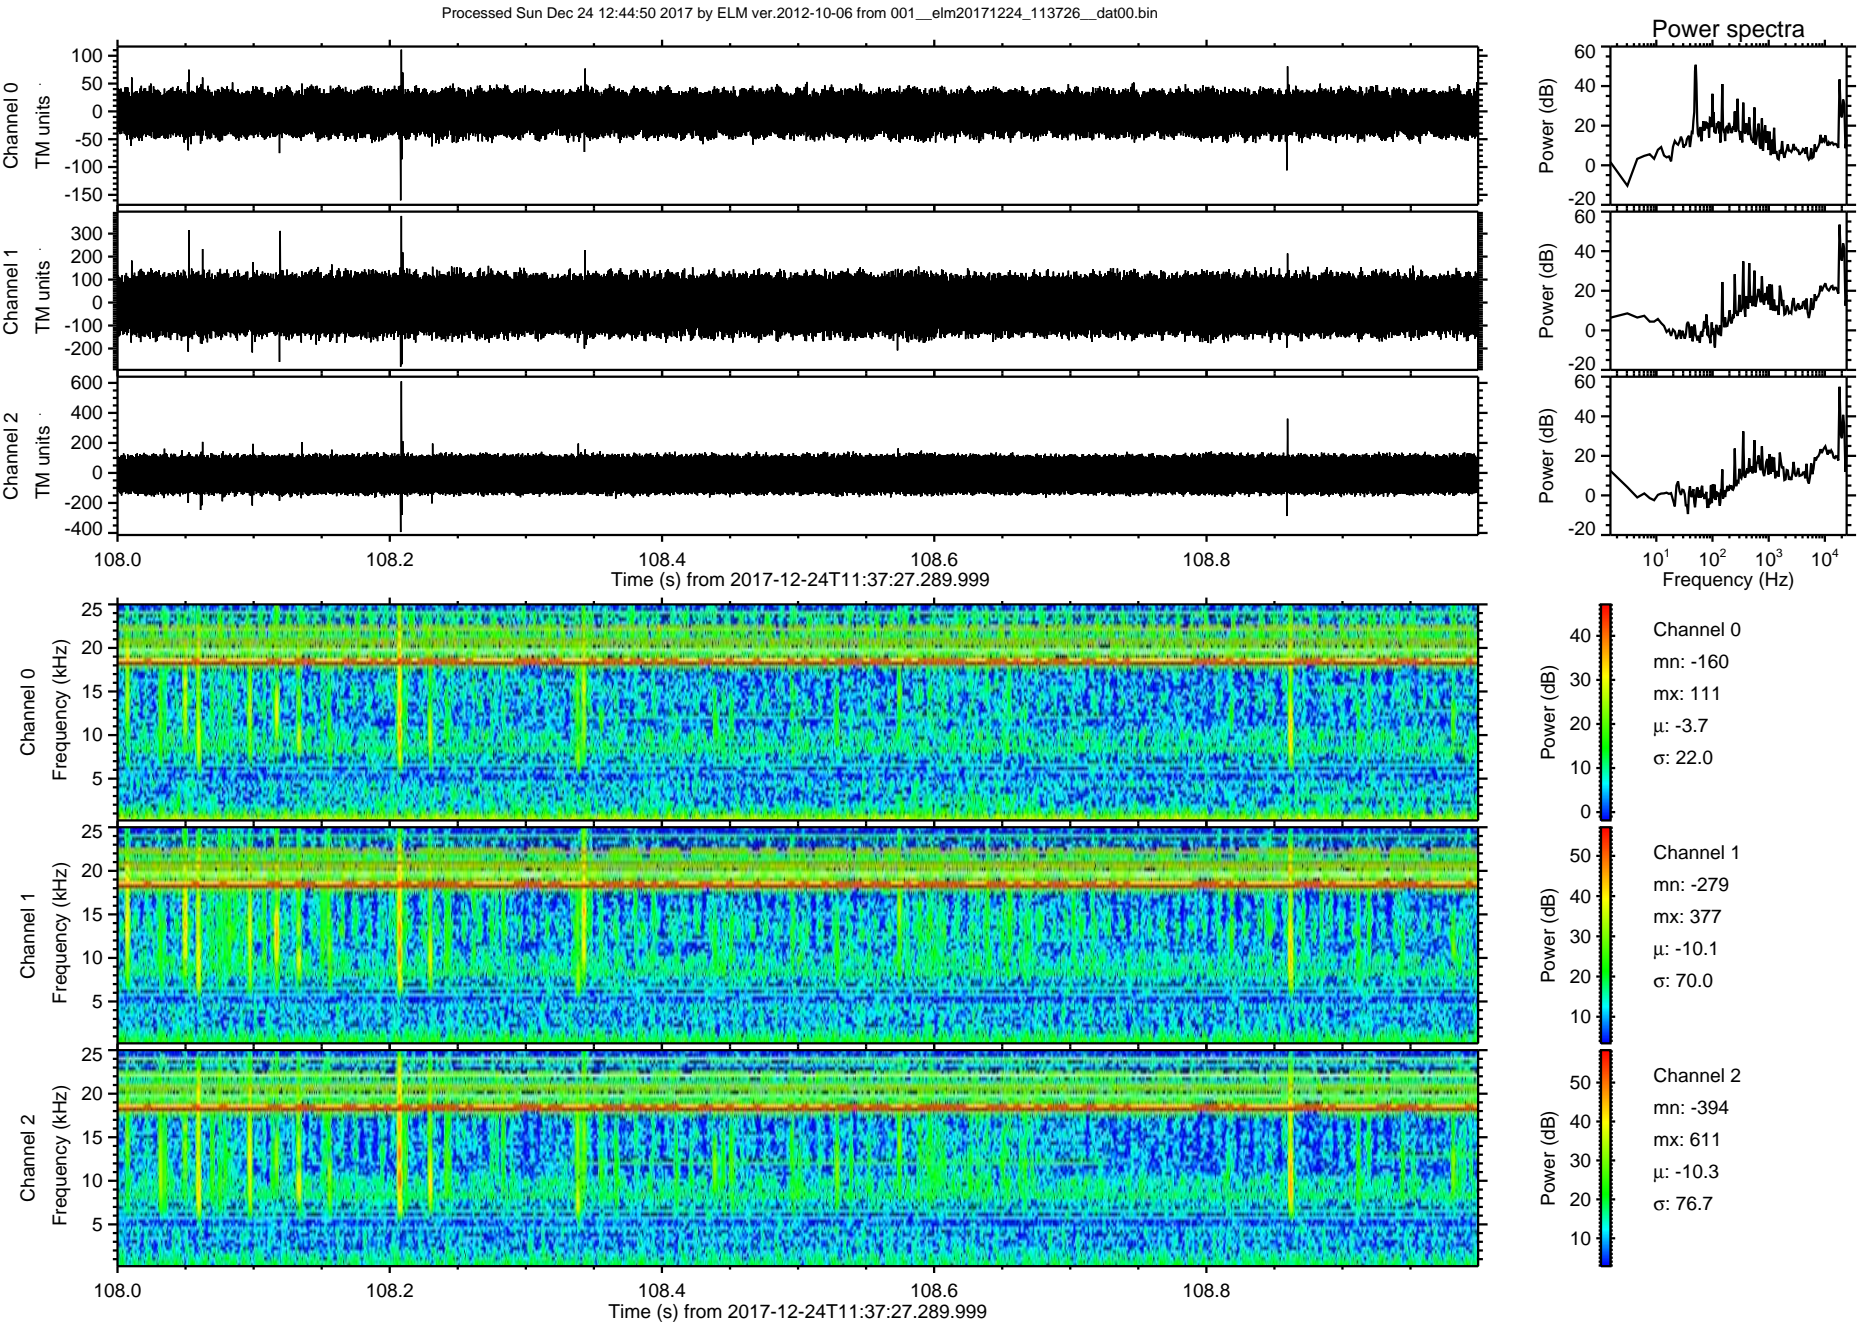 Processed Sun Dec 24 12:44:50 2017 by ELM ver.2012-10-06 from 001__elm20171224_113726__dat00.bin
Power spectra
Channel 0
TM units
100
50
0
-50
-100
-150
Power (dB)
60
40
20
0
-20
Channel 1
TM units
300
200
100
0
-100
-200
Power (dB)
60
40
20
0
-20
Channel 2
TM units
600
400
200
0
-200
-400
Power (dB)
60
40
20
0
-20
108.0 108.2 108.4 108.6 108.8
Time (s) from 2017-12-24T11:37:27.289.999
10^1 10^2 10^3 10^4
Frequency (Hz)
Channel 0
Frequency (kHz)
25
20
15
10
5
Power (dB)
40
30
20
10
0
Channel 0
mn: -160
mx: 111
μ: -3.7
σ: 22.0
Channel 1
Frequency (kHz)
25
20
15
10
5
Power (dB)
50
40
30
20
10
Channel 1
mn: -279
mx: 377
μ: -10.1
σ: 70.0
Channel 2
Frequency (kHz)
25
20
15
10
5
Power (dB)
50
40
30
20
10
Channel 2
mn: -394
mx: 611
μ: -10.3
σ: 76.7
108.0 108.2 108.4 108.6 108.8
Time (s) from 2017-12-24T11:37:27.289.999